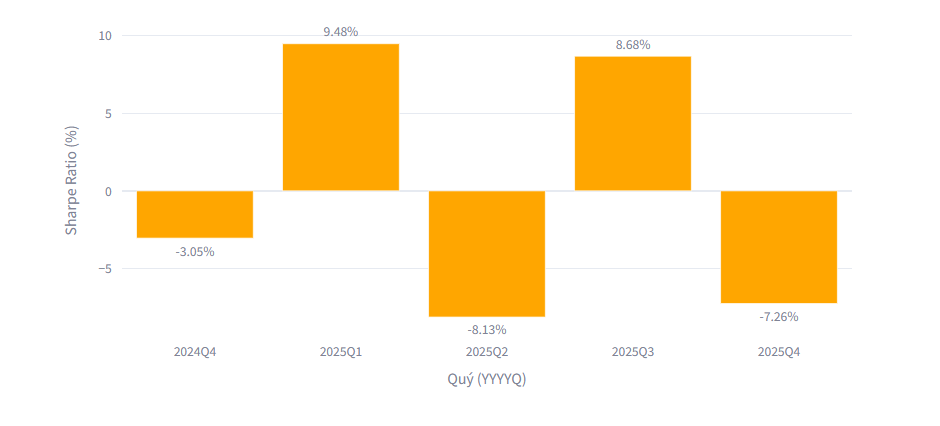 10
5
0
−5
Sharpe Ratio (%)
-3.05%
9.48%
-8.13%
8.68%
-7.26%
2024Q4
2025Q1
2025Q2
2025Q3
2025Q4
Quý (YYYYQ)